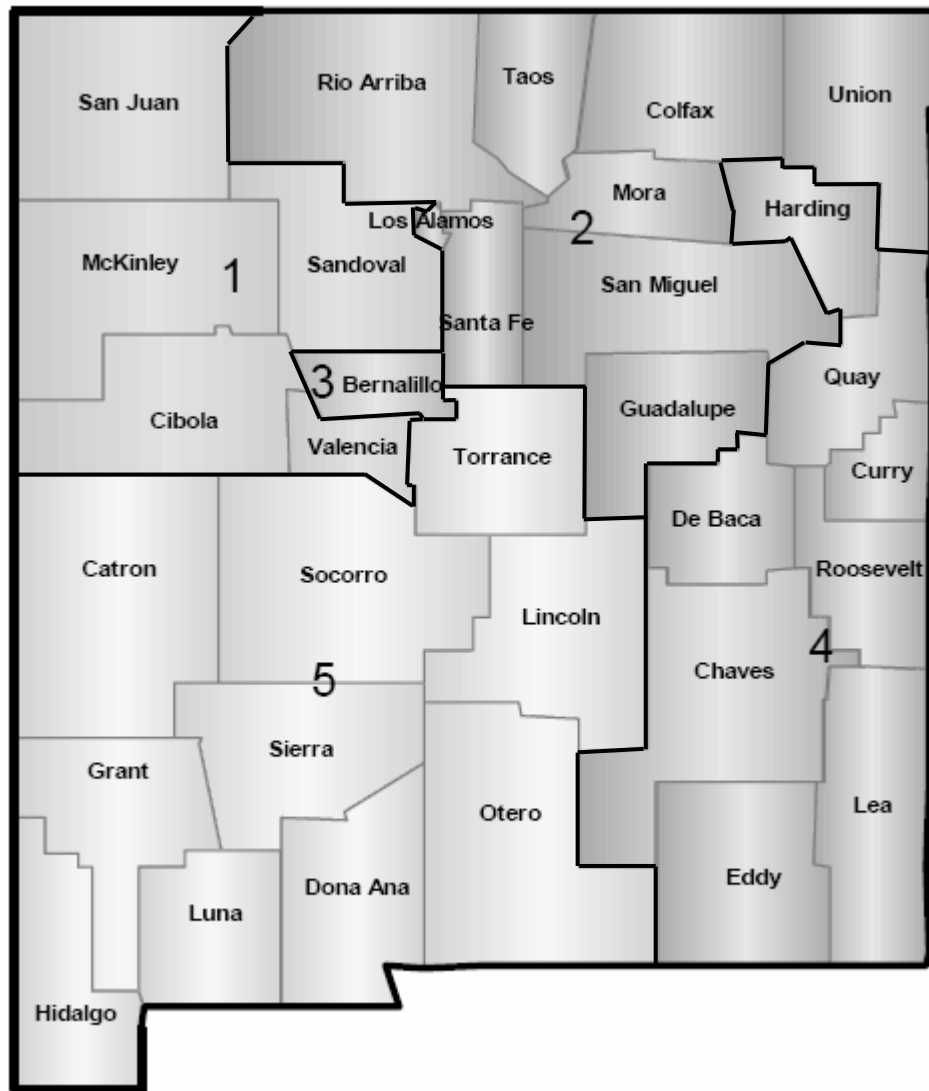 Taos
Rio Arriba
Union
San Juan
Colfax
Mora
Harding
Los Alamos
2
McKinley
Sandoval
1
San Miguel
Santa Fe
3
Bernalillo
Quay
Guadalupe
Cibola
Valencia
Torrance
Curry
De Baca
Catron
Socorro
Roosevelt
Lincoln
4
Chaves
5
Sierra
Grant
Otero
Lea
Eddy
Dona Ana
Luna
Hidalgo